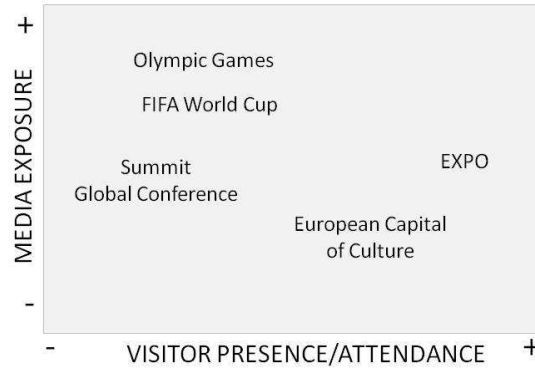 +
Olympic Games
FIFA World Cup
Summit
Global Conference
EXPO
European Capital
of Culture
MEDIA EXPOSURE
-
-
+
VISITOR PRESENCE/ATTENDANCE